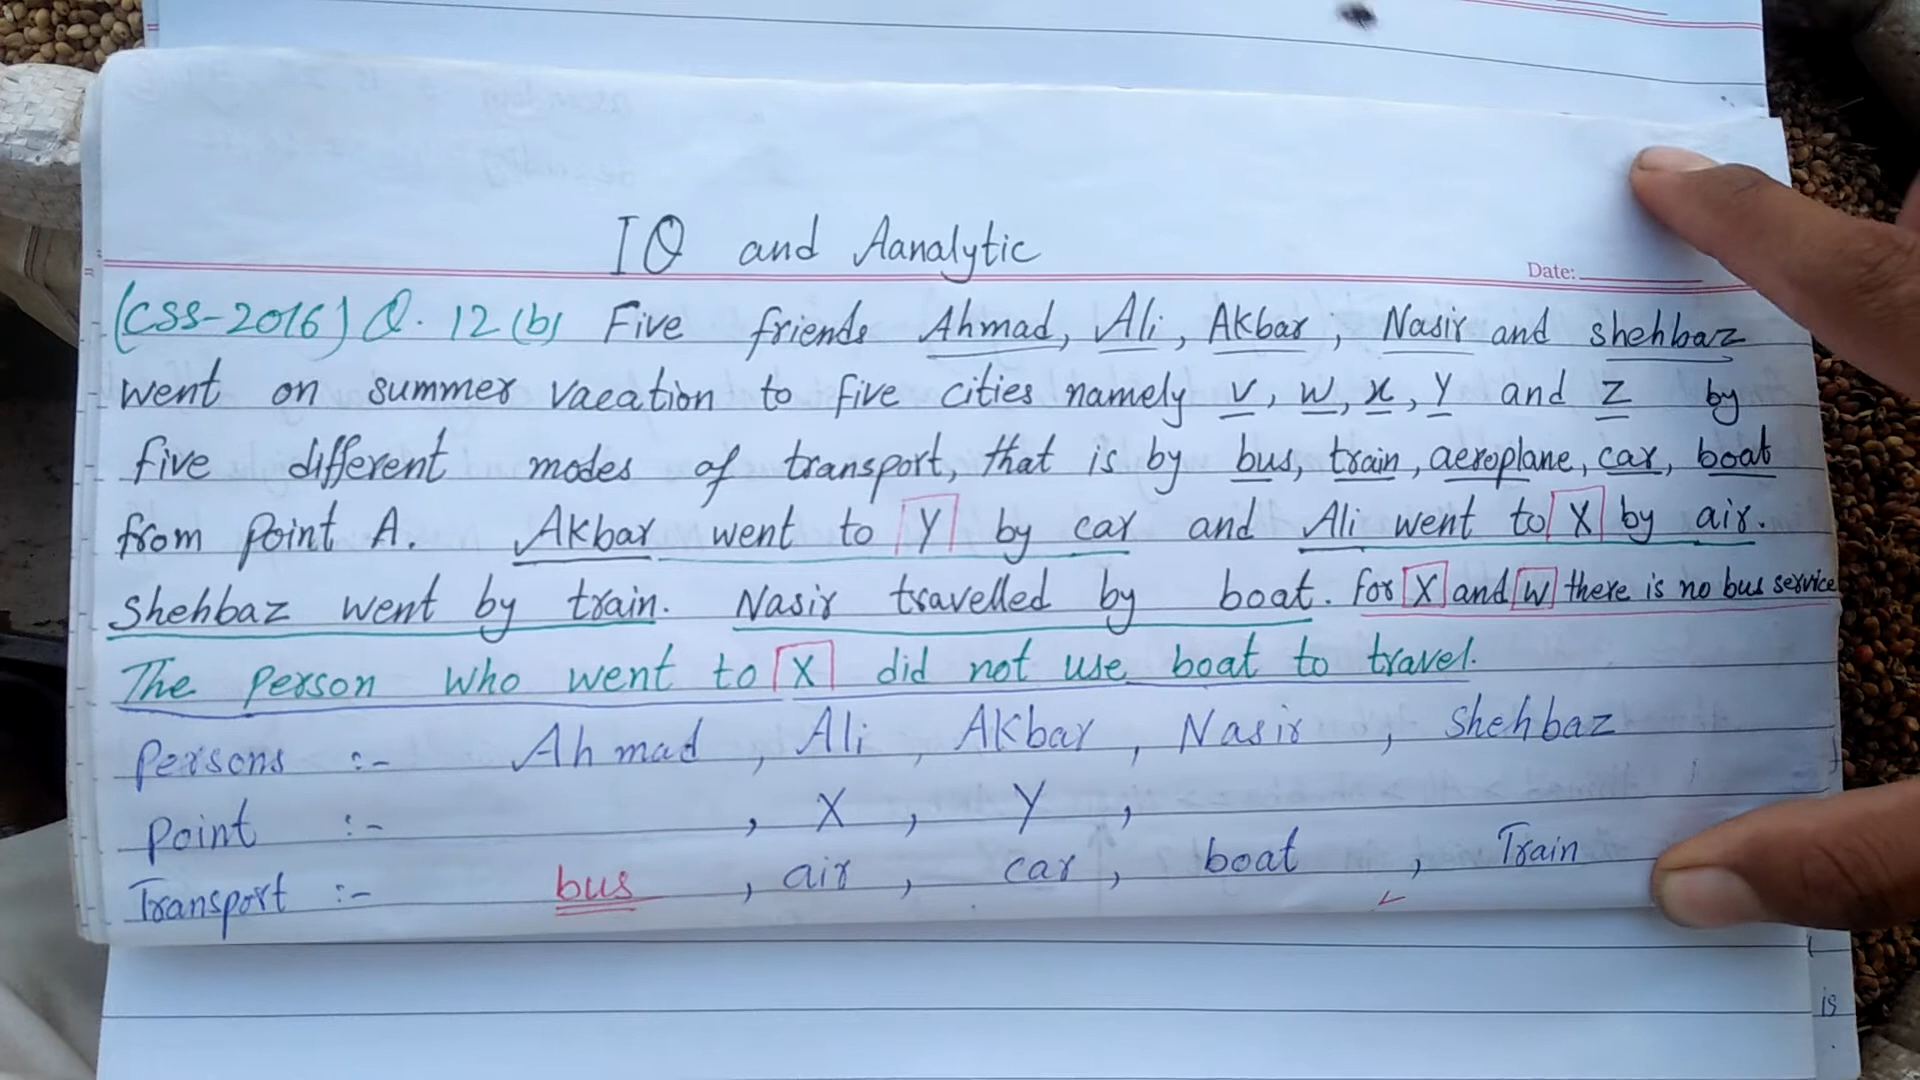 IQ and Aanalytic
Date:
(CSS-2016) Q. 12 (b) Five friends Ahmad, Ali, Akbar, Nasir and shehbaz
went on summer vacation to five cities namely v, w, x, y and z by
five different modes of transport, that is by bus, train, aeroplane, car, boat
from point A. Akbar went to Y by car and Ali went to X by air.
Shehbaz went by train. Nasir travelled by boat. For X and W there is no bus service
The person who went to X did not use boat to travel.
Persons :- Ahmad, Ali, Akbar, Nasir, Shehbaz
Point :- , X , Y ,
Transport :- bus, air, car, boat, Train
is